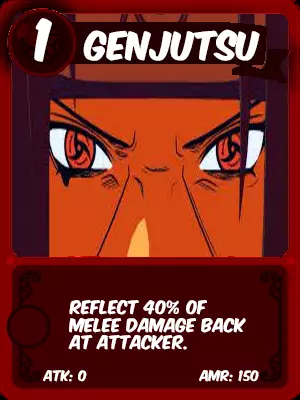 1 GENJUTSU
REFLECT 40% OF
MELEE DAMAGE BACK
AT ATTACKER.
ATK: 0 AMR: 150